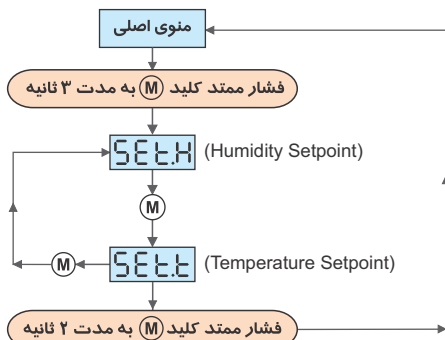 منوی اصلی
فشار ممتد کلید M به مدت ۳ ثانیه
SEt.H (Humidity Setpoint)
M
M
SEt.t (Temperature Setpoint)
فشار ممتد کلید M به مدت ۲ ثانیه